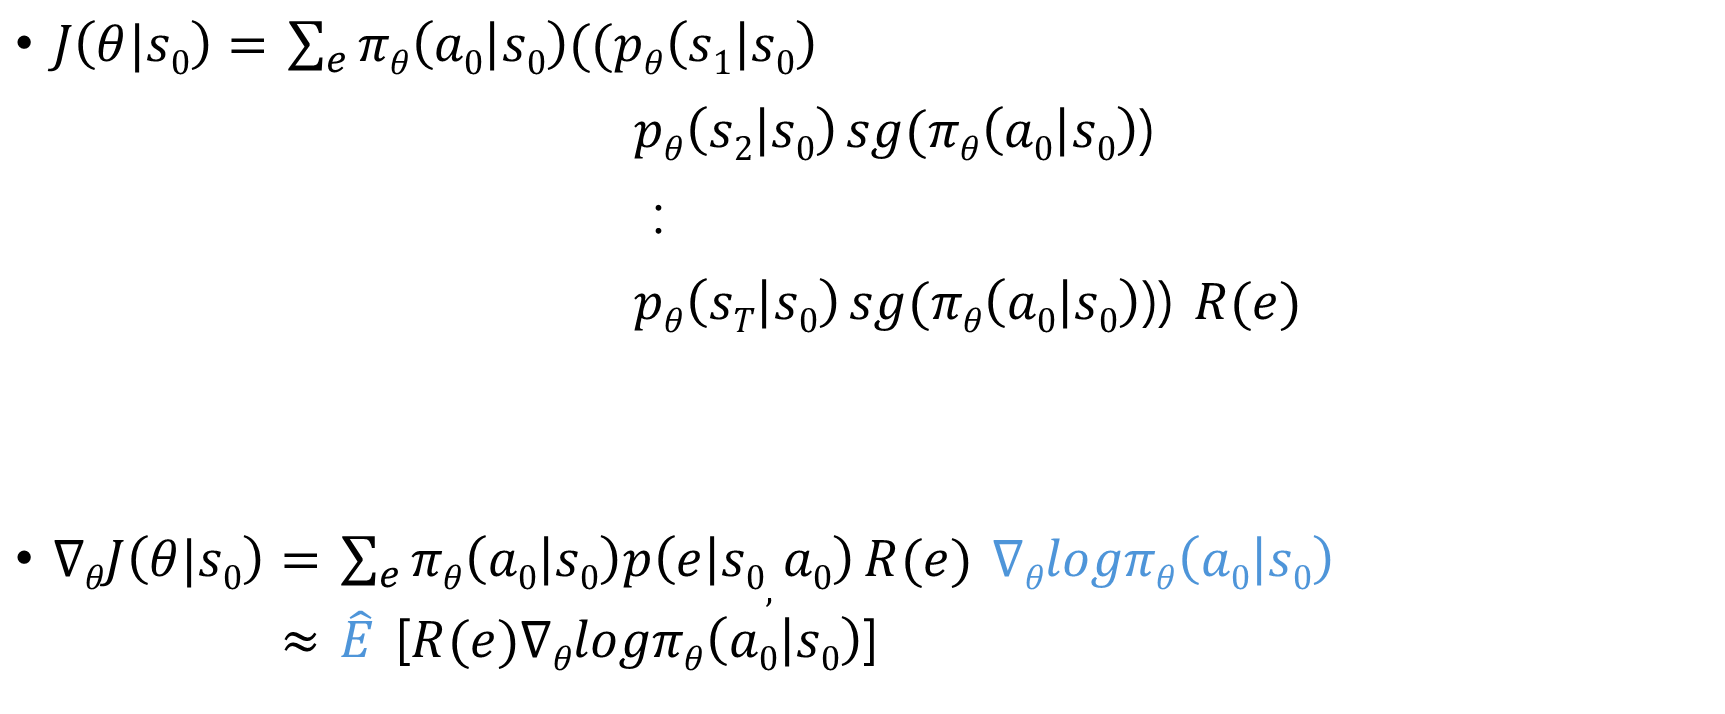 • J(θ|s₀) = ∑ₑ π_θ(a₀|s₀)((p_θ(s₁|s₀)
p_θ(s₂|s₀) sg(π_θ(a₀|s₀))
:
p_θ(s_T|s₀) sg(π_θ(a₀|s₀))) R(e)
• ∇_θJ(θ|s₀) = ∑ₑ π_θ(a₀|s₀)p(e|s₀, a₀) R(e) ∇_θlogπ_θ(a₀|s₀)
≈ Ê [R(e)∇_θlogπ_θ(a₀|s₀)]